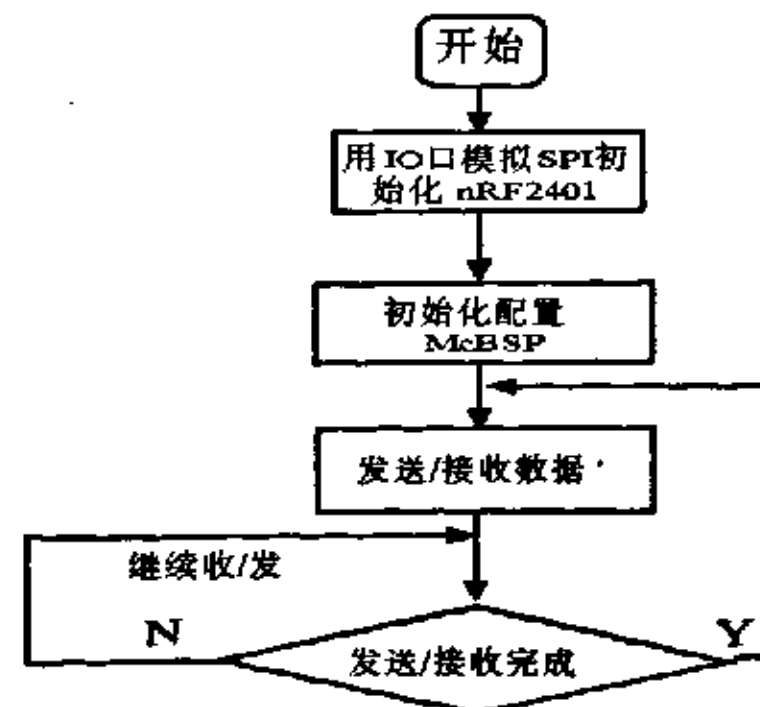 开始
用IO口模拟SPI初
始化 nRF2401
初始化配置
McBSP
发送/接收数据
继续收/发
N
Y
发送/接收完成